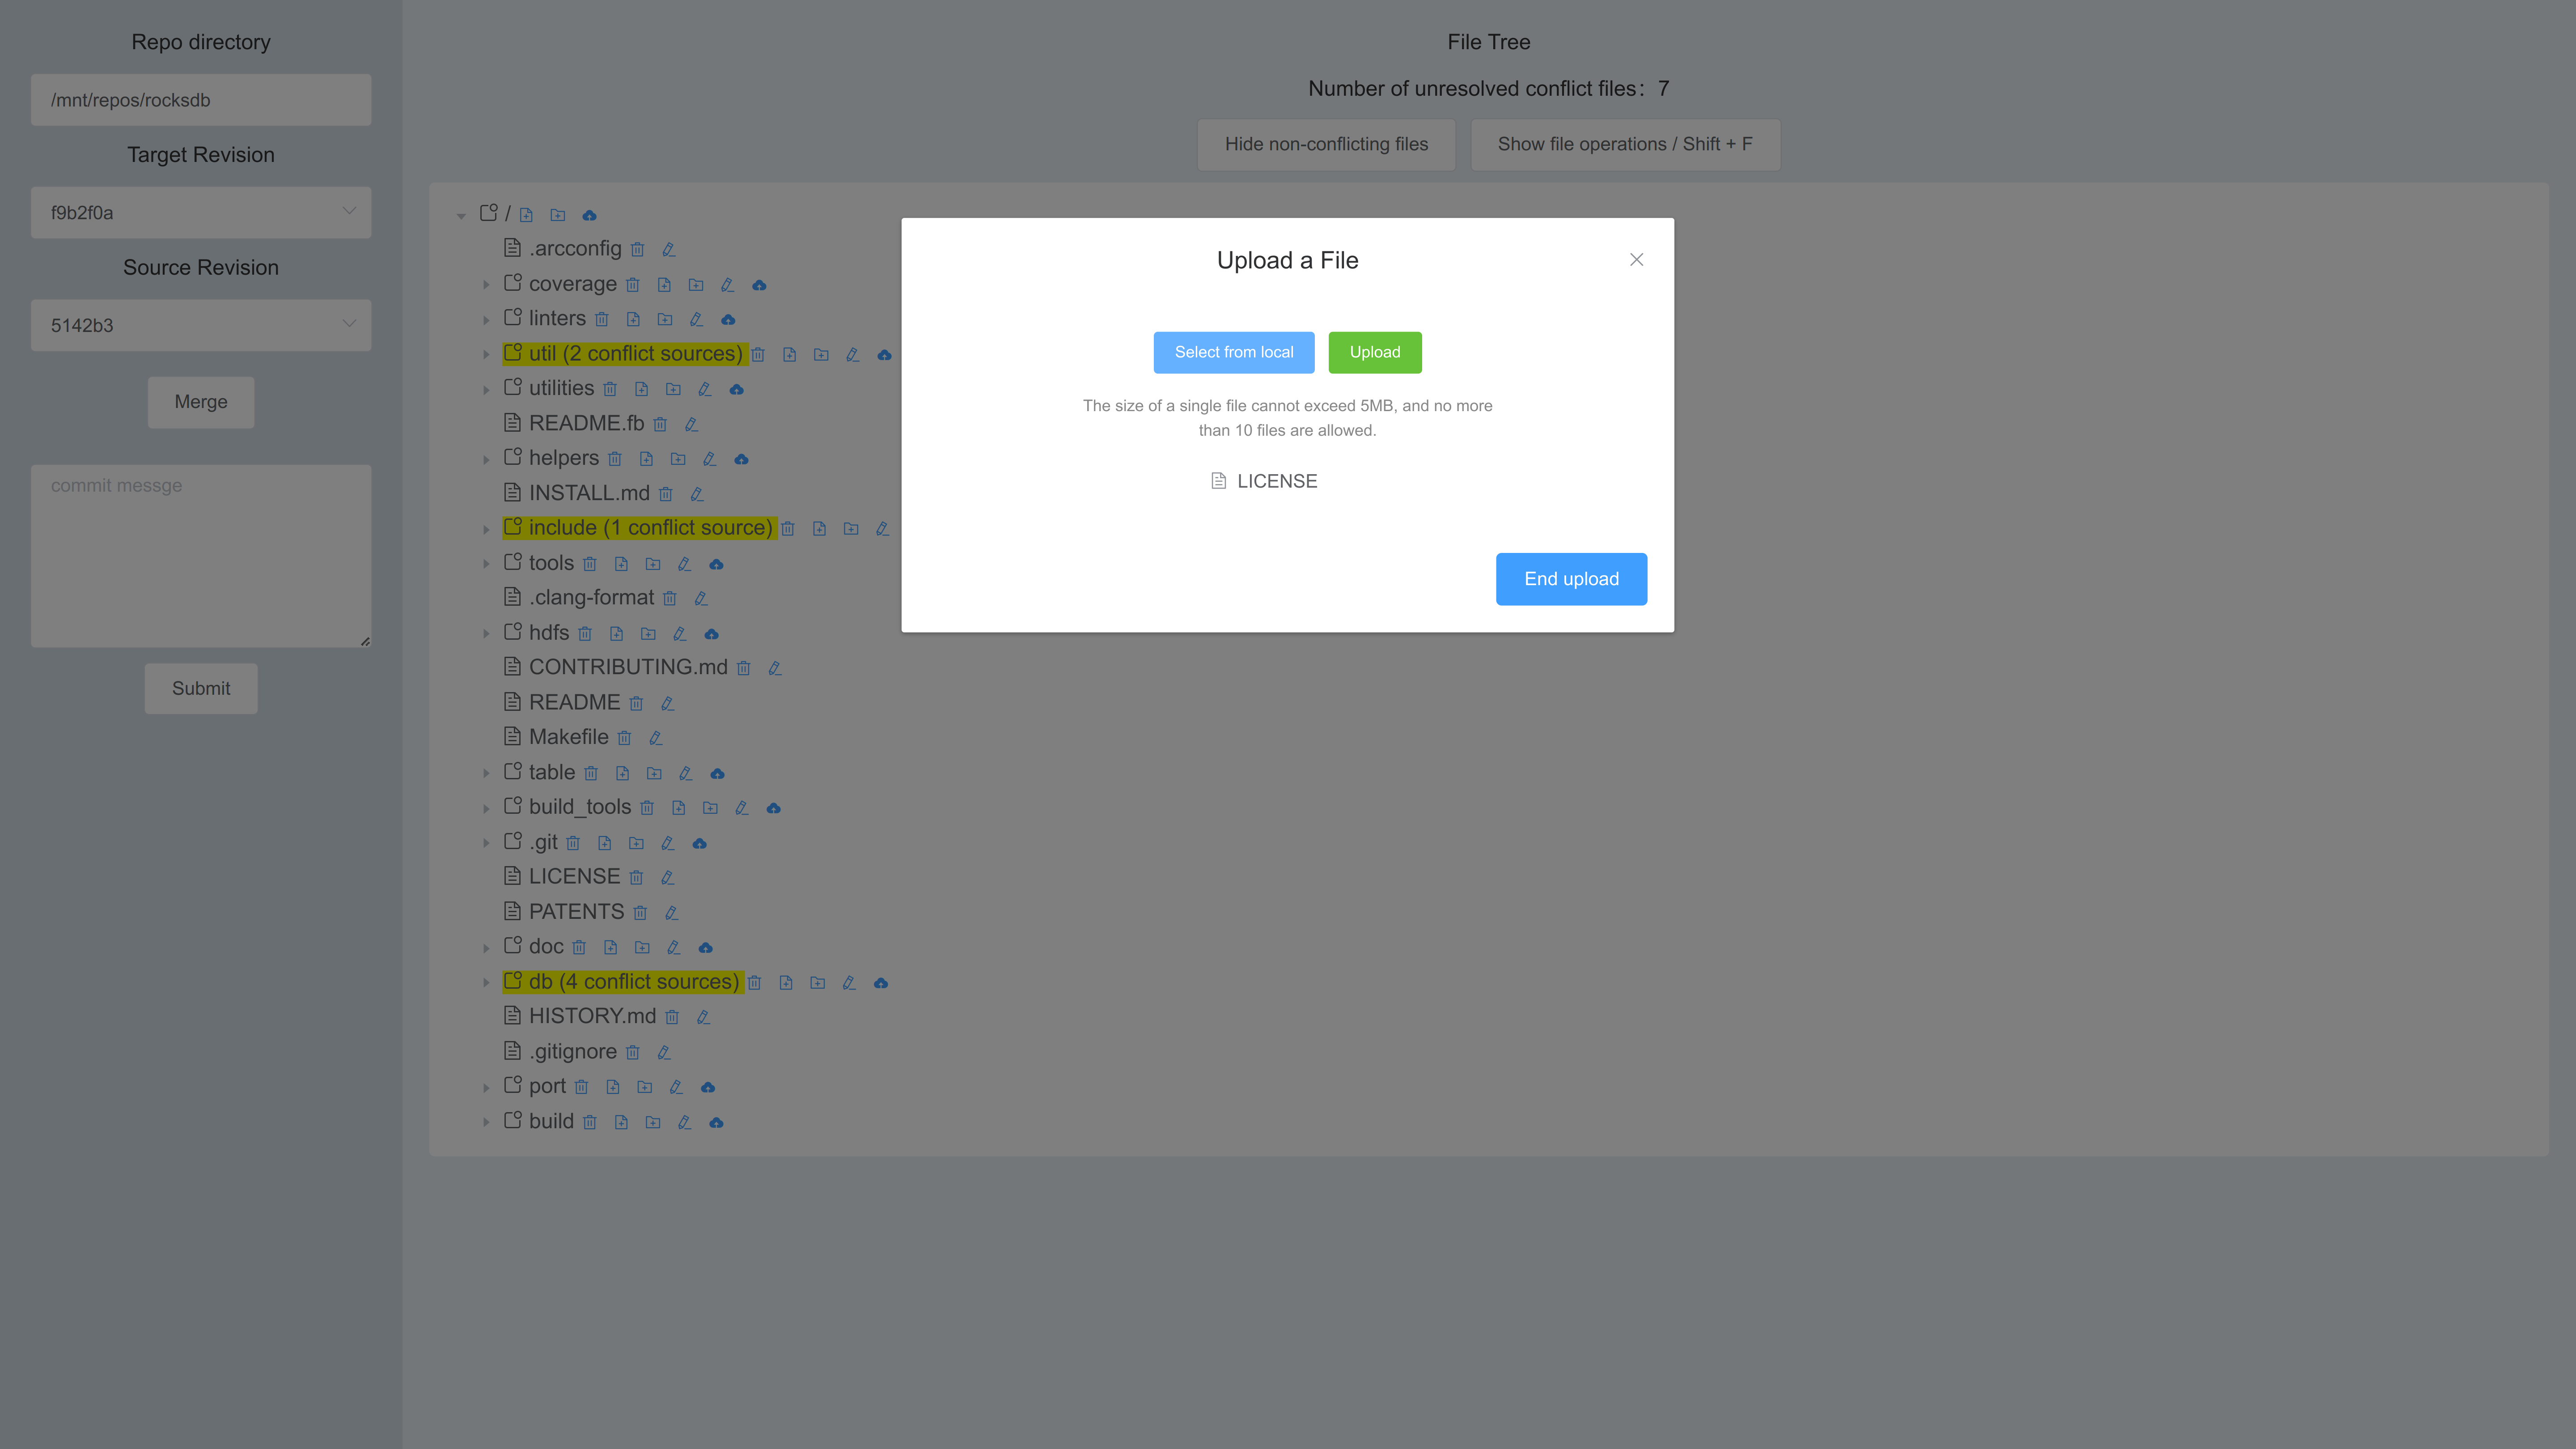 Repo directory
/mnt/repos/rocksdb
Target Revision
f9b2f0a
Source Revision
5142b3
Merge
commit messge
Submit
File Tree
Number of unresolved conflict files: 7
Hide non-conflicting files
Show file operations / Shift + F
/
.arcconfig
coverage
linters
util (2 conflict sources)
utilities
README.fb
helpers
INSTALL.md
include (1 conflict source)
tools
.clang-format
hdfs
CONTRIBUTING.md
README
Makefile
table
build_tools
.git
LICENSE
PATENTS
doc
db (4 conflict sources)
HISTORY.md
.gitignore
port
build
Upload a File
Select from local
Upload
The size of a single file cannot exceed 5MB, and no more
than 10 files are allowed.
LICENSE
End upload